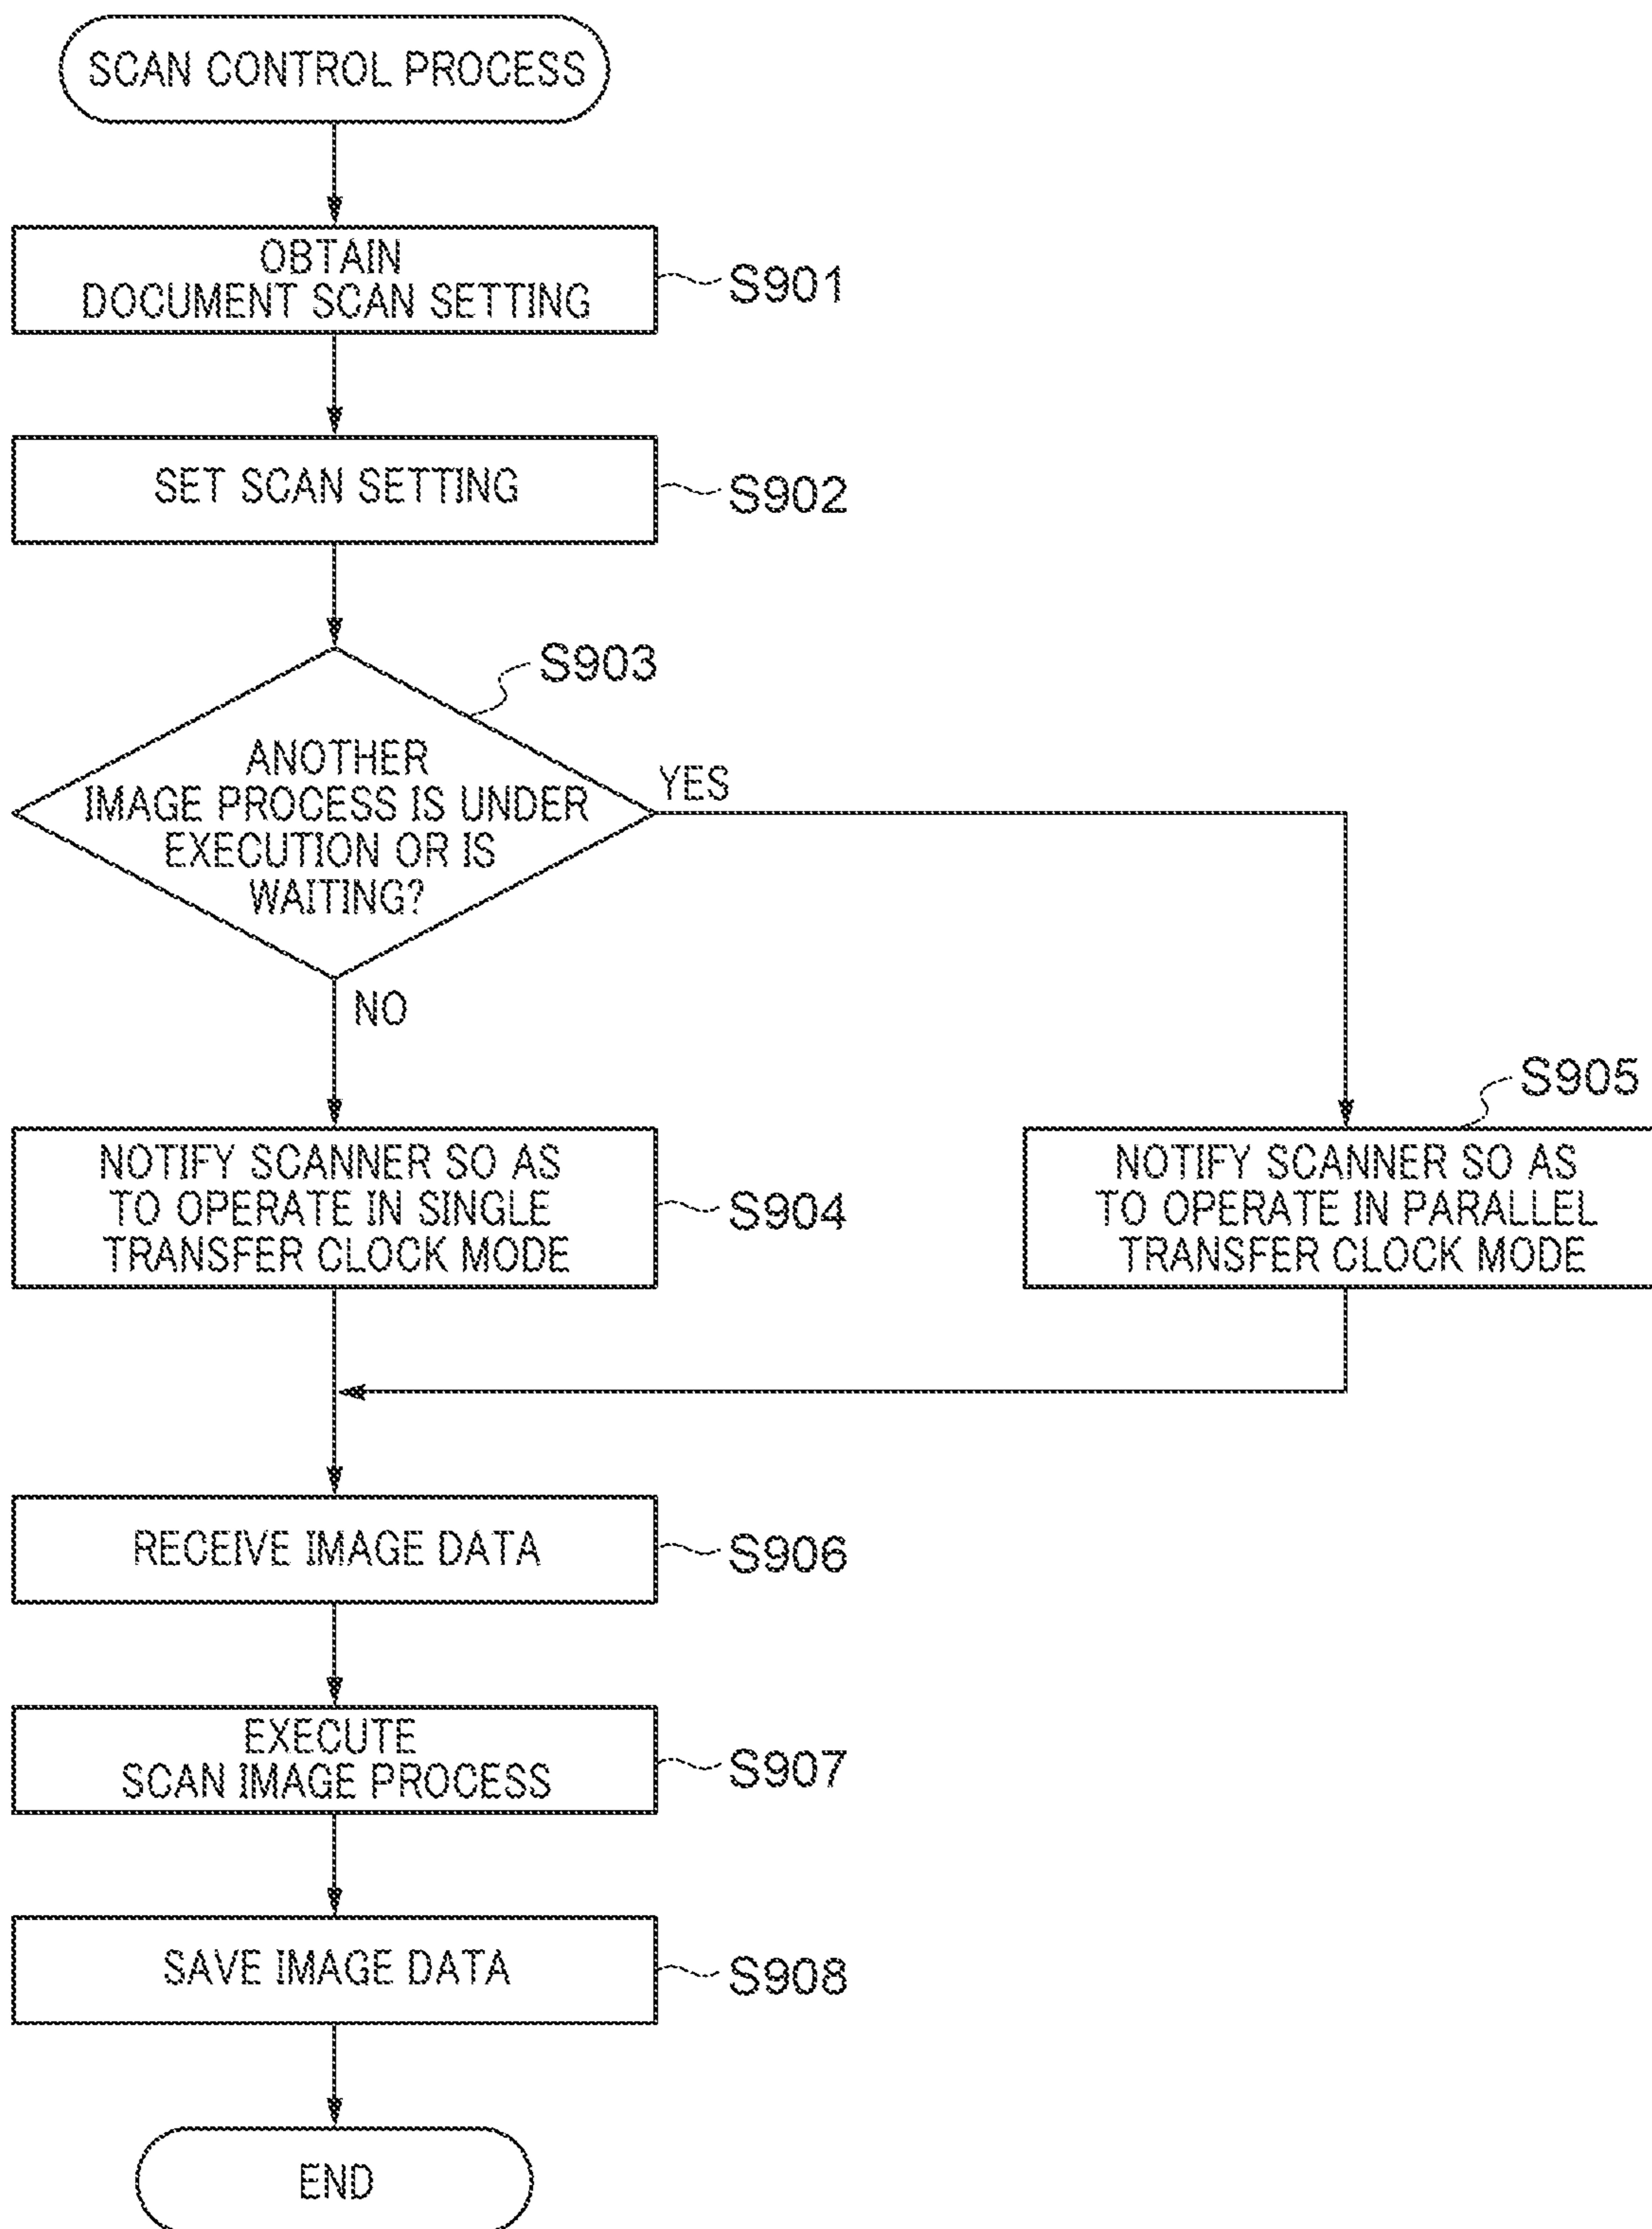 SCAN CONTROL PROCESS
OBTAIN
DOCUMENT SCAN SETTING
S901
SET SCAN SETTING
S902
S903
ANOTHER
IMAGE PROCESS IS UNDER
EXECUTION OR IS
WAITING?
YES
NO
NOTIFY SCANNER SO AS
TO OPERATE IN SINGLE
TRANSFER CLOCK MODE
S904
S905
NOTIFY SCANNER SO AS
TO OPERATE IN PARALLEL
TRANSFER CLOCK MODE
RECEIVE IMAGE DATA
S906
EXECUTE
SCAN IMAGE PROCESS
S907
SAVE IMAGE DATA
S908
END